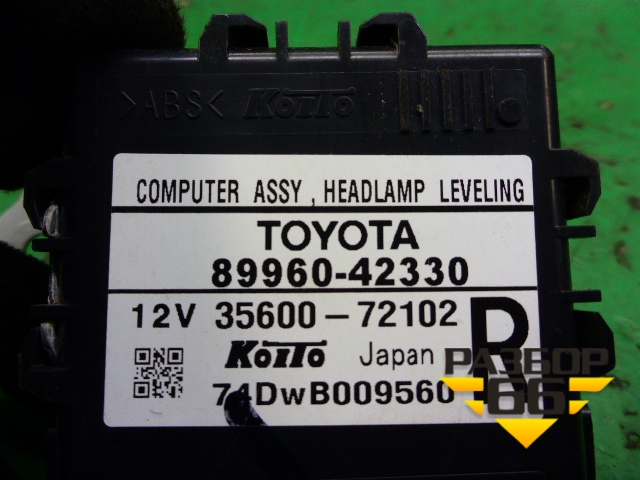 >ABS< KOITO
COMPUTER ASSY , HEADLAMP LEVELING
TOYOTA
89960-42330
12V 35600-72102 R
KOITO Japan
74DWB009560
РАЗБОР
66